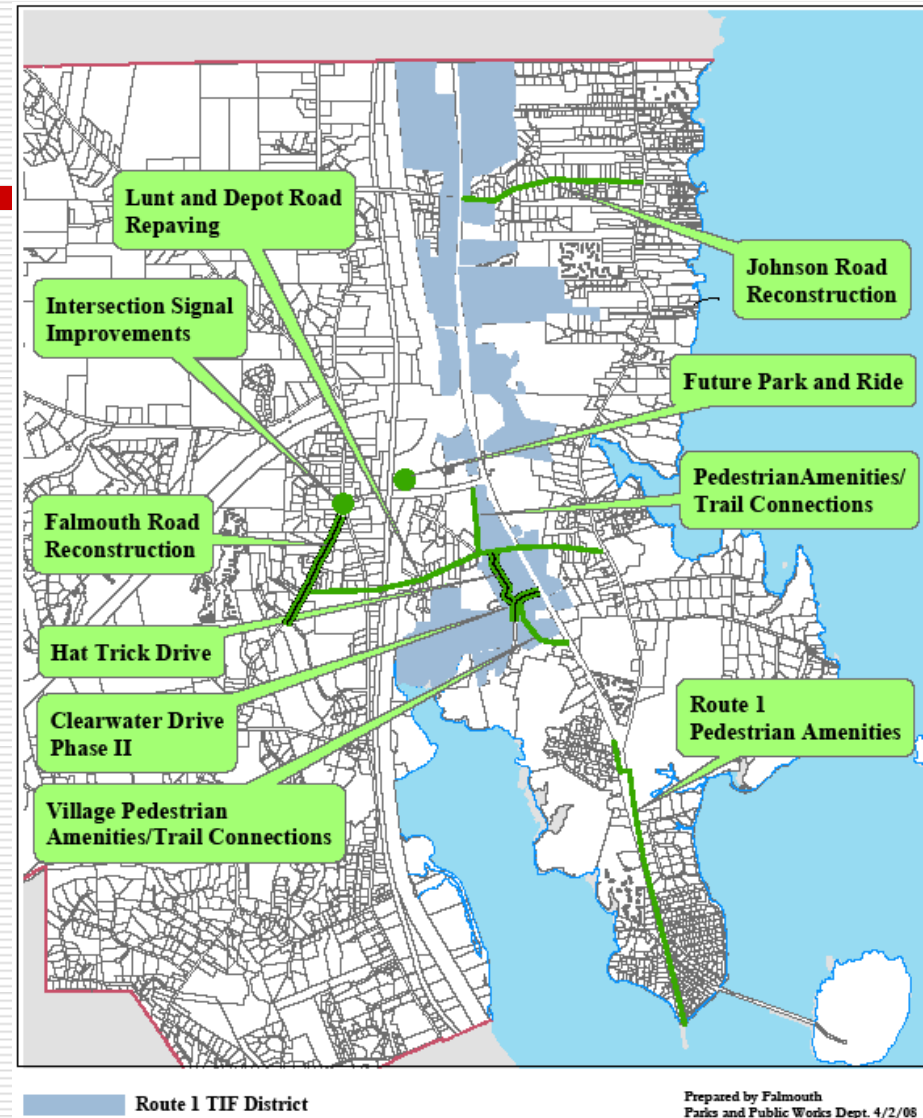 Lunt and Depot Road
Repaving
Johnson Road
Reconstruction
Intersection Signal
Improvements
Future Park and Ride
PedestrianAmenities/
Trail Connections
Falmouth Road
Reconstruction
Hat Trick Drive
Clearwater Drive
Phase II
Route 1
Pedestrian Amenities
Village Pedestrian
Amenities/Trail Connections
Route 1 TIF District
Prepared by Falmouth
Parks and Public Works Dept. 4/2/08